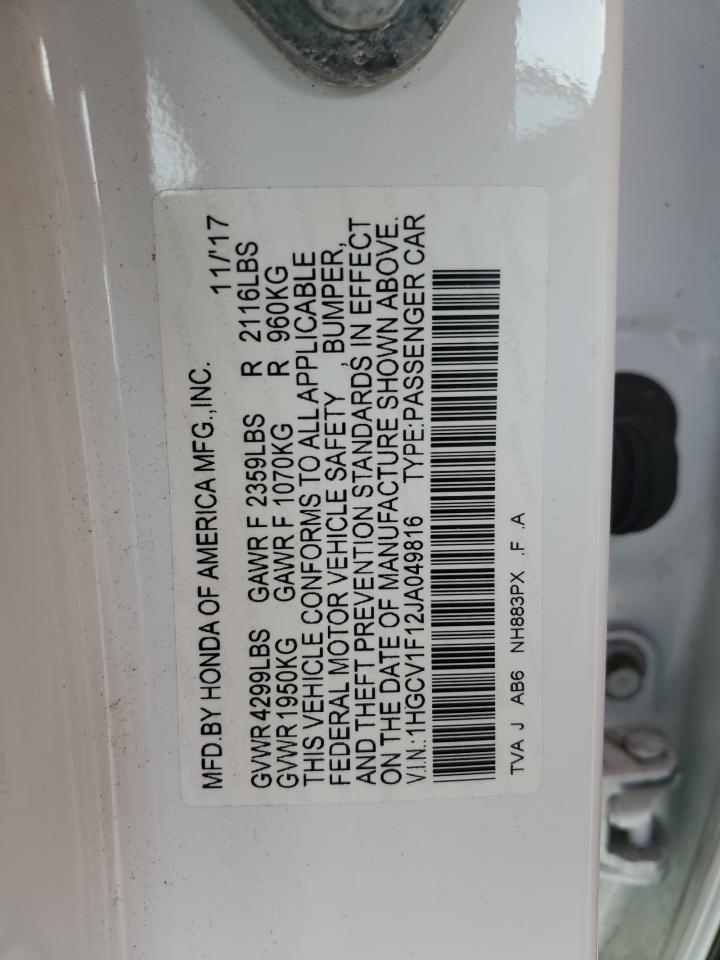 MFD.BY HONDA OF AMERICA MFG.,INC. 11/'17
GVWR 4299LBS GAWR F 2359LBS R 2116LBS
GVWR 1950KG GAWR F 1070KG R 960KG
THIS VEHICLE CONFORMS TO ALL APPLICABLE
FEDERAL MOTOR VEHICLE SAFETY , BUMPER,
AND THEFT PREVENTION STANDARDS IN EFFECT
ON THE DATE OF MANUFACTURE SHOWN ABOVE.
V.I.N.:1HGCV1F12JA049816 TYPE:PASSENGER CAR
TVA J AB6 NH883PX .F .A